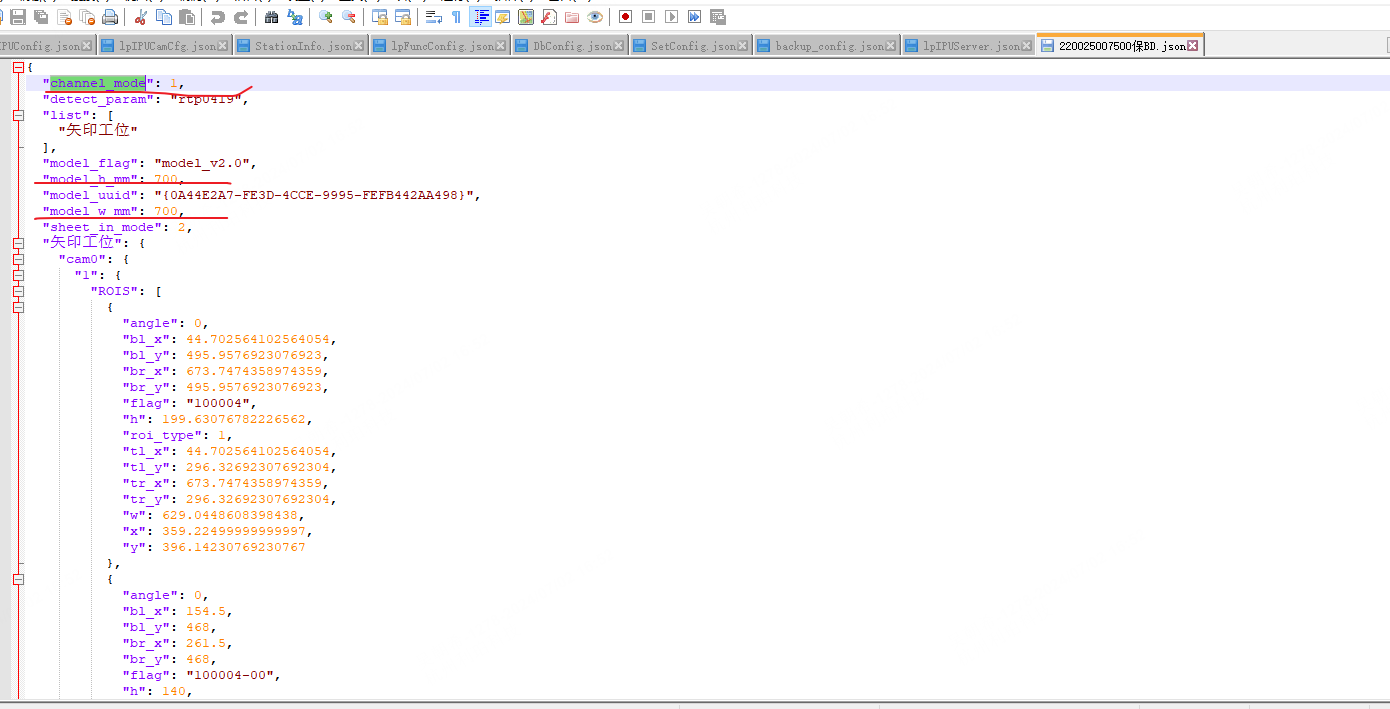 IPUConfig.json lpIPUCamCfg.json StationInfo.json lpFuncConfig.json DbConfig.json SetConfig.json backup_config.json lpIPUServer.json 220025007500保BD.json
{
"channel_mode": 1,
"detect_param": "rtp0419",
"list": [
"矢印工位"
],
"model_flag": "model_v2.0",
"model_h_mm": 700,
"model_uuid": "{0A44E2A7-FE3D-4CCE-9995-FEFB442AA498}",
"model_w_mm": 700,
"sheet_in_mode": 2,
"矢印工位": {
"cam0": {
"1": {
"ROIS": [
{
"angle": 0,
"bl_x": 44.702564102564054,
"bl_y": 495.9576923076923,
"br_x": 673.7474358974359,
"br_y": 495.9576923076923,
"flag": "100004",
"h": 199.63076782226562,
"roi_type": 1,
"tl_x": 44.702564102564054,
"tl_y": 296.32692307692304,
"tr_x": 673.7474358974359,
"tr_y": 296.32692307692304,
"w": 629.0448608398438,
"x": 359.22499999999997,
"y": 396.14230769230767
},
{
"angle": 0,
"bl_x": 154.5,
"bl_y": 468,
"br_x": 261.5,
"br_y": 468,
"flag": "100004-00",
"h": 140,